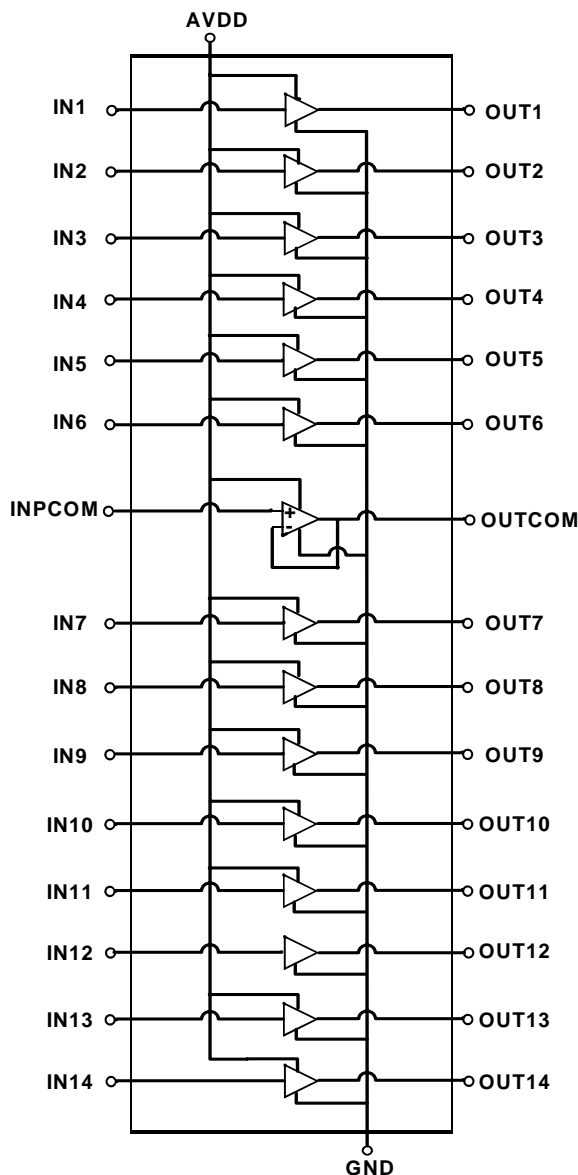 AVDD
IN1 OUT1
IN2 OUT2
IN3 OUT3
IN4 OUT4
IN5 OUT5
IN6 OUT6
INPCOM + OUTCOM
-
IN7 OUT7
IN8 OUT8
IN9 OUT9
IN10 OUT10
IN11 OUT11
IN12 OUT12
IN13 OUT13
IN14 OUT14
GND